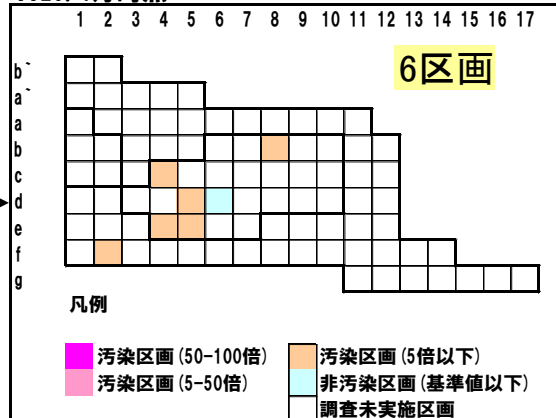 1 2 3 4 5 6 7 8 9 10 11 12 13 14 15 16 17
6区画
b`
a`
a
b
c
d
e
f
g
凡例
汚染区画(50-100倍)
汚染区画(5倍以下)
汚染区画(5-50倍)
非汚染区画(基準値以下)
調査未実施区画